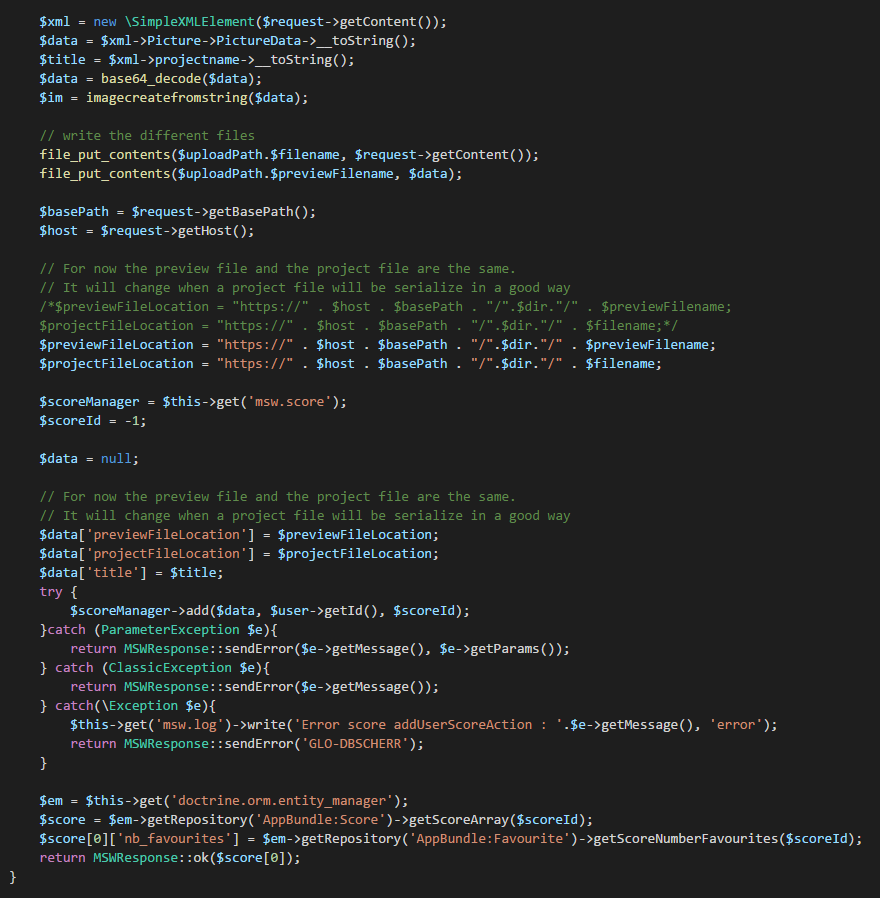 $xml = new \SimpleXMLElement($request->getContent());
$data = $xml->Picture->PictureData->__toString();
$title = $xml->projectname->__toString();
$data = base64_decode($data);
$im = imagecreatefromstring($data);
// write the different files
file_put_contents($uploadPath.$filename, $request->getContent());
file_put_contents($uploadPath.$previewFilename, $data);
$basePath = $request->getBasePath();
$host = $request->getHost();
// For now the preview file and the project file are the same.
// It will change when a project file will be serialize in a good way
/*$previewFileLocation = "https://" . $host . $basePath . "/".$dir."/" . $previewFilename;
$projectFileLocation = "https://" . $host . $basePath . "/".$dir."/" . $filename;*/
$previewFileLocation = "https://" . $host . $basePath . "/".$dir."/" . $previewFilename;
$projectFileLocation = "https://" . $host . $basePath . "/".$dir."/" . $filename;
$scoreManager = $this->get('msw.score');
$scoreId = -1;
$data = null;
// For now the preview file and the project file are the same.
// It will change when a project file will be serialize in a good way
$data['previewFileLocation'] = $previewFileLocation;
$data['projectFileLocation'] = $projectFileLocation;
$data['title'] = $title;
try {
$scoreManager->add($data, $user->getId(), $scoreId);
}catch (ParameterException $e){
return MSWResponse::sendError($e->getMessage(), $e->getParams());
} catch (ClassicException $e){
return MSWResponse::sendError($e->getMessage());
} catch(\Exception $e){
$this->get('msw.log')->write('Error score addUserScoreAction : '.$e->getMessage(), 'error');
return MSWResponse::sendError('GLO-DBSCHERR');
}
$em = $this->get('doctrine.orm.entity_manager');
$score = $em->getRepository('AppBundle:Score')->getScoreArray($scoreId);
$score[0]['nb_favourites'] = $em->getRepository('AppBundle:Favourite')->getScoreNumberFavourites($scoreId);
return MSWResponse::ok($score[0]);
}